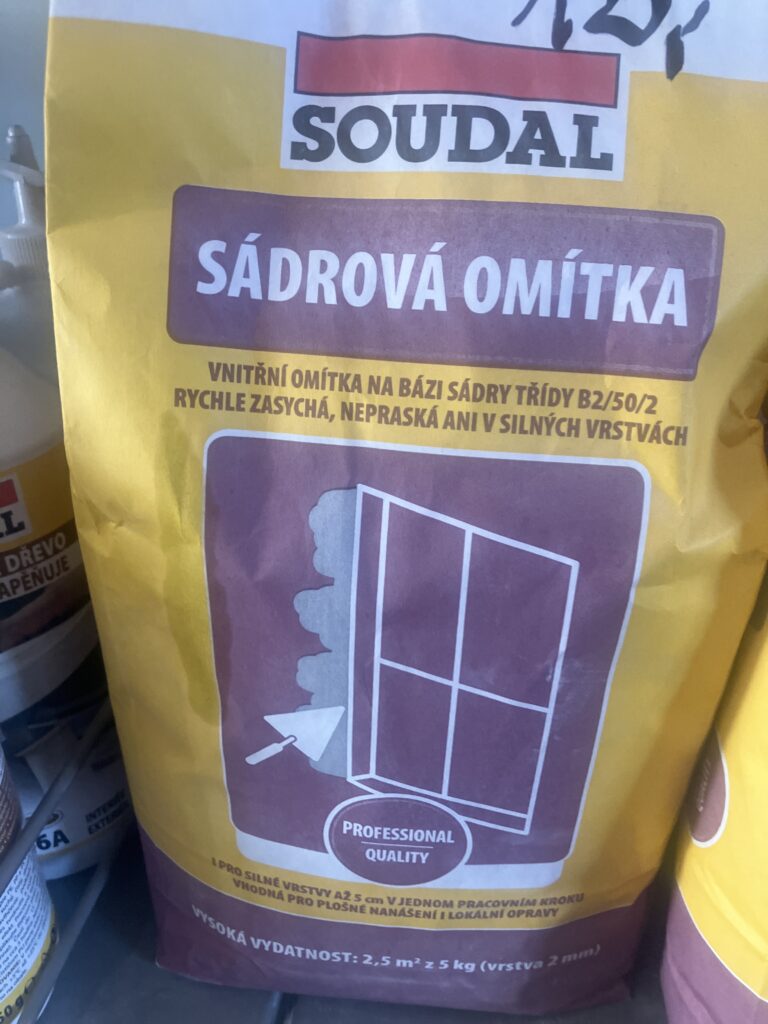 SOUDAL
SÁDROVÁ OMÍTKA
VNITŘNÍ OMÍTKA NA BÁZI SÁDRY TŘÍDY B2/50/2
RYCHLE ZASYCHÁ, NEPRASKÁ ANI V SILNÝCH VRSTVÁCH
PROFESSIONAL
QUALITY
I PRO SILNÉ VRSTVY AŽ 5 cm V JEDNOM PRACOVNÍM KROKU
VHODNÁ PRO PLOŠNÉ NANÁŠENÍ I LOKÁLNÍ OPRAVY
VYSOKÁ VYDATNOST: 2,5 m² z 5 kg (vrstva 2 mm)
DŘEVO
6A